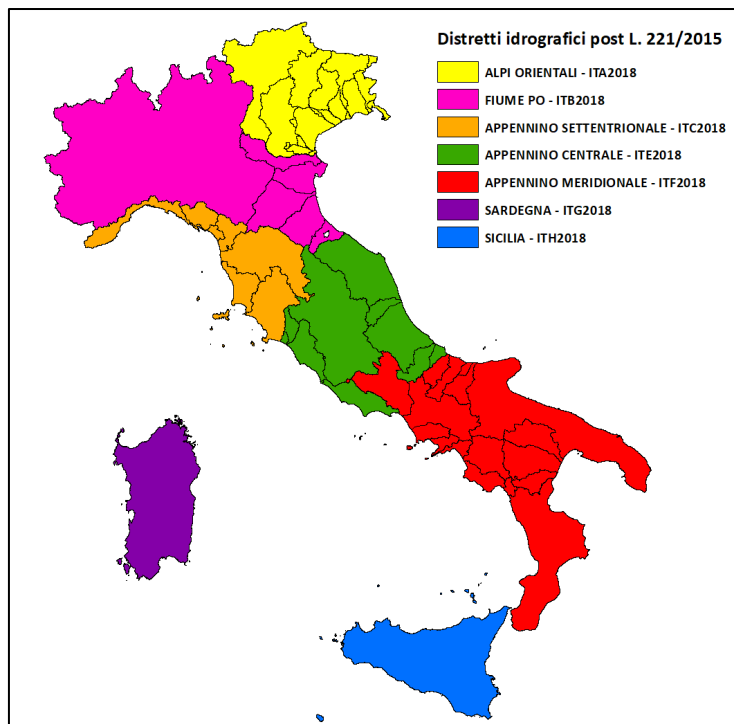 Distretti idrografici post L. 221/2015
ALPI ORIENTALI - ITA2018
FIUME PO - ITB2018
APPENNINO SETTENTRIONALE - ITC2018
APPENNINO CENTRALE - ITE2018
APPENNINO MERIDIONALE - ITF2018
SARDEGNA - ITG2018
SICILIA - ITH2018